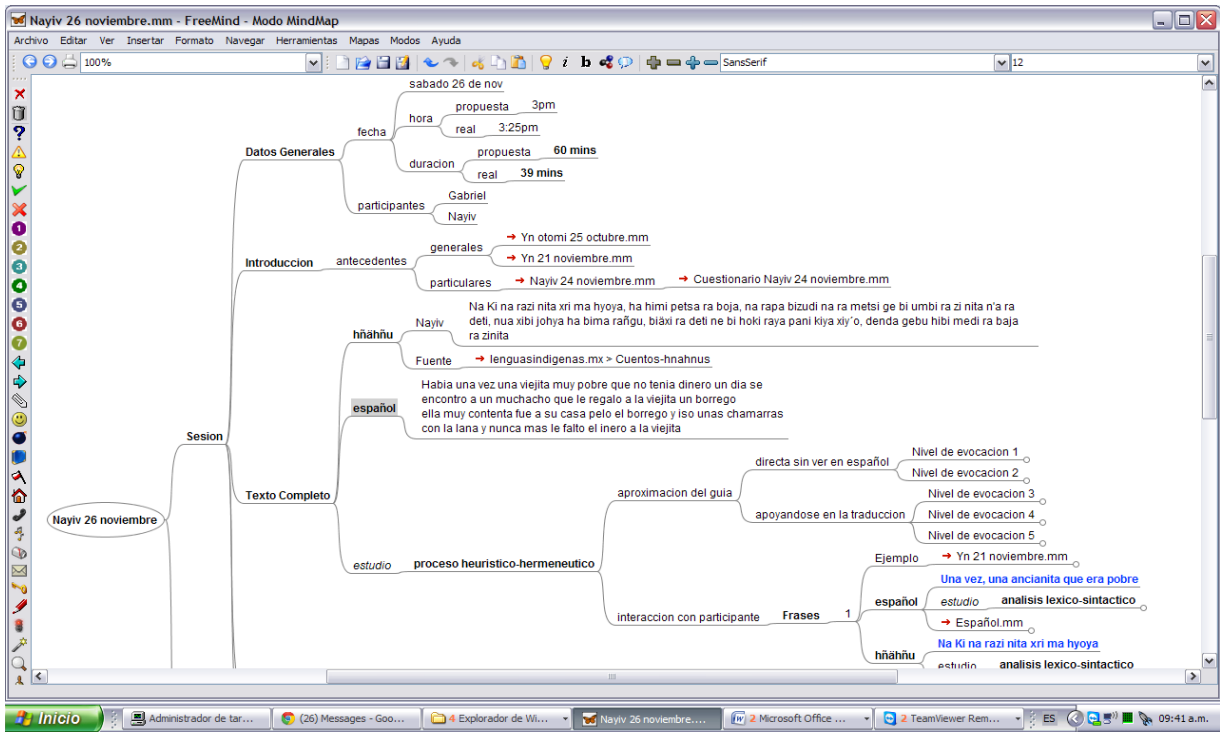 Nayiv 26 noviembre.mm - FreeMind - Modo MindMap
Archivo Editar Ver Insertar Formato Navegar Herramientas Mapas Modos Ayuda
100% SansSerif 12
sabado 26 de nov
propuesta 3pm
hora
real 3:25pm
fecha
propuesta 60 mins
duracion
real 39 mins
Datos Generales
Gabriel
participantes
Nayiv
Yn otomi 25 octubre.mm
generales
Yn 21 noviembre.mm
Introduccion antecedentes
particulares Nayiv 24 noviembre.mm Cuestionario Nayiv 24 noviembre.mm
Na Ki na razi nita xri ma hyoya, ha himi petsa ra boja, na rapa bizudi na ra metsi ge bi umbi ra zi nita n'a ra
Nayiv deti, nua xibi johya ha bima rañgu, biäxi ra deti ne bi hoki raya pani kiya xiy´o, denda gebu hibi medi ra baja
ra zinita
hñähñu
Fuente lenguasindigenas.mx > Cuentos-hnahnus
Habia una vez una viejita muy pobre que no tenia dinero un dia se
encontro a un muchacho que le regalo a la viejita un borrego
español
ella muy contenta fue a su casa pelo el borrego y iso unas chamarras
con la lana y nunca mas le falto el inero a la viejita
Sesion
Nivel de evocacion 1
directa sin ver en español
Nivel de evocacion 2
Texto Completo
aproximacion del guia
Nivel de evocacion 3
apoyandose en la traduccion Nivel de evocacion 4
Nivel de evocacion 5
Nayiv 26 noviembre
estudio proceso heuristico-hermeneutico
Ejemplo Yn 21 noviembre.mm
Una vez, una ancianita que era pobre
español estudio analisis lexico-sintactico
interaccion con participante Frases 1
Español.mm
Na Ki na razi nita xri ma hyoya
hñähñu
estudio analisis lexico-sintactico
Inicio Administrador de tar... (26) Messages - Goo... 4 Explorador de Wi... Nayiv 26 noviembre.... 2 Microsoft Office ... 2 TeamViewer Rem... ES 09:41 a.m.